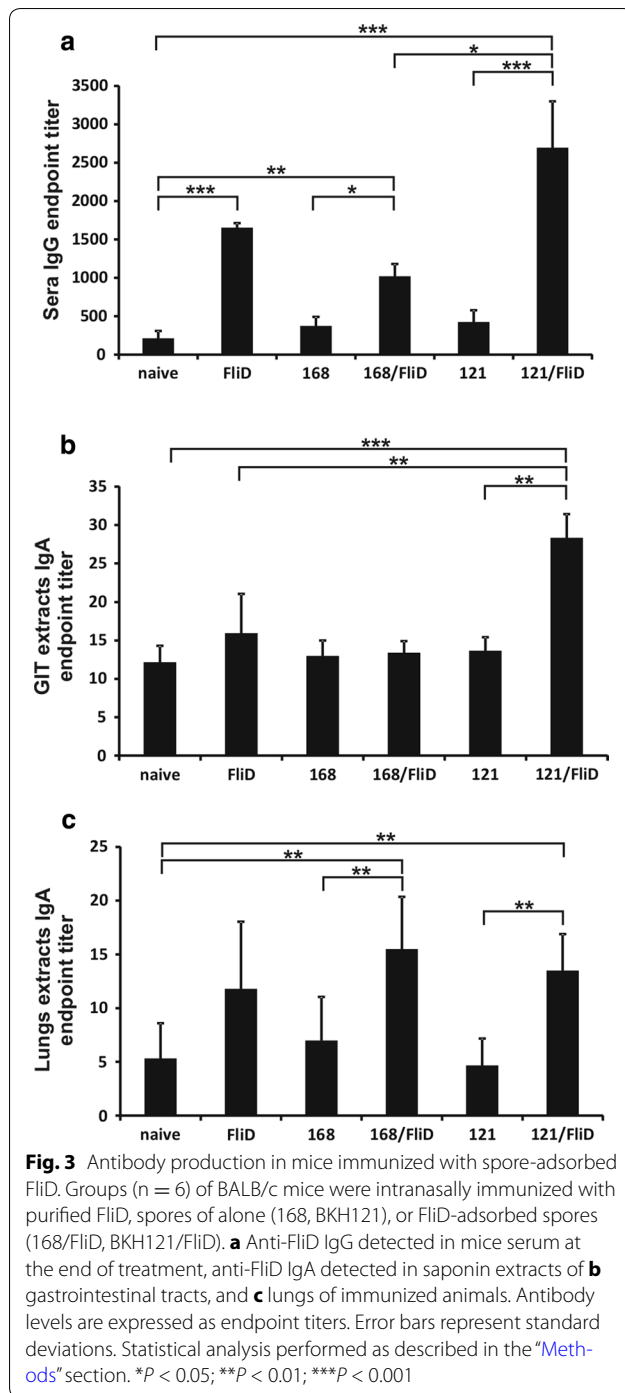 a
***
*
***
**
***
*
Sera IgG endpoint titer
3500
3000
2500
2000
1500
1000
500
0
naive FliD 168 168/FliD 121 121/FliD
b
***
**
**
GIT extracts IgA
endpoint titer
35
30
25
20
15
10
5
0
naive FliD 168 168/FliD 121 121/FliD
c
**
**
**
**
Lungs extracts IgA
endpoint titer
25
20
15
10
5
0
naive FliD 168 168/FliD 121 121/FliD
Fig. 3 Antibody production in mice immunized with spore-adsorbed
FliD. Groups (n = 6) of BALB/c mice were intranasally immunized with
purified FliD, spores of alone (168, BKH121), or FliD-adsorbed spores
(168/FliD, BKH121/FliD). a Anti-FliD IgG detected in mice serum at
the end of treatment, anti-FliD IgA detected in saponin extracts of b
gastrointestinal tracts, and c lungs of immunized animals. Antibody
levels are expressed as endpoint titers. Error bars represent standard
deviations. Statistical analysis performed as described in the “Meth-
ods” section. *P < 0.05; **P < 0.01; ***P < 0.001